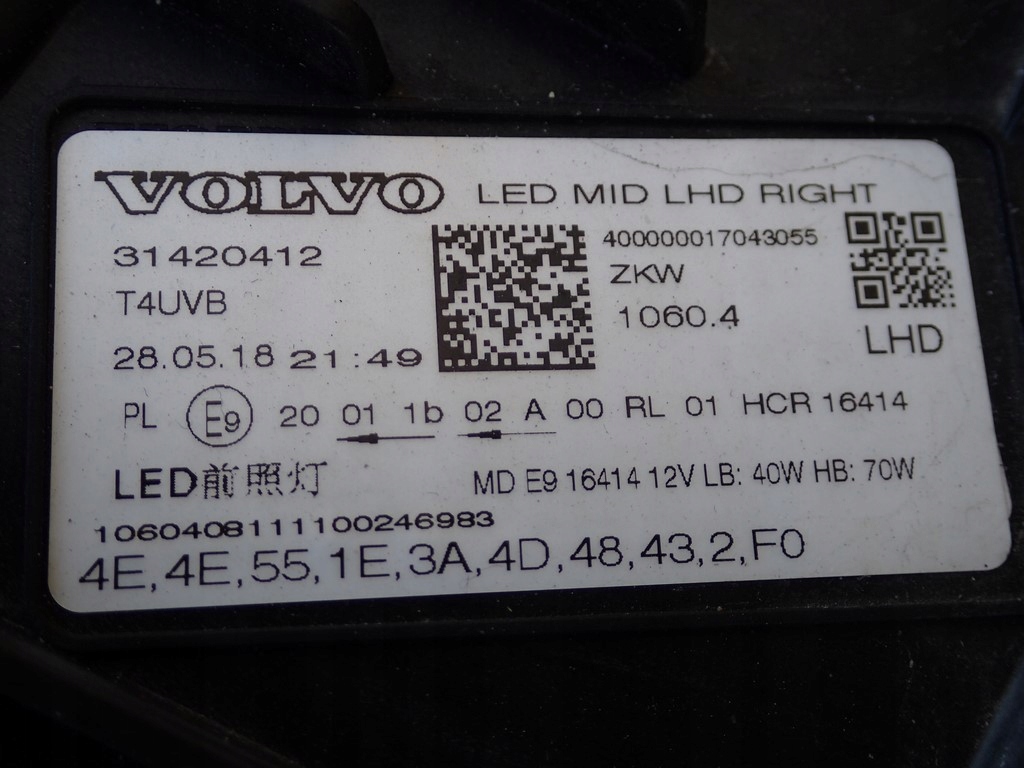 VOLVO LED MID LHD RIGHT
31420412
T4UVB
28.05.18 21:49
400000017043055
ZKW
1060.4
LHD
PL E9 20 01 1b 02 A 00 RL 01 HCR 16414
LED前照灯 MD E9 16414 12V LB: 40W HB: 70W
1060408111100246983
4E,4E,55,1E,3A,4D,48,43,2,F0